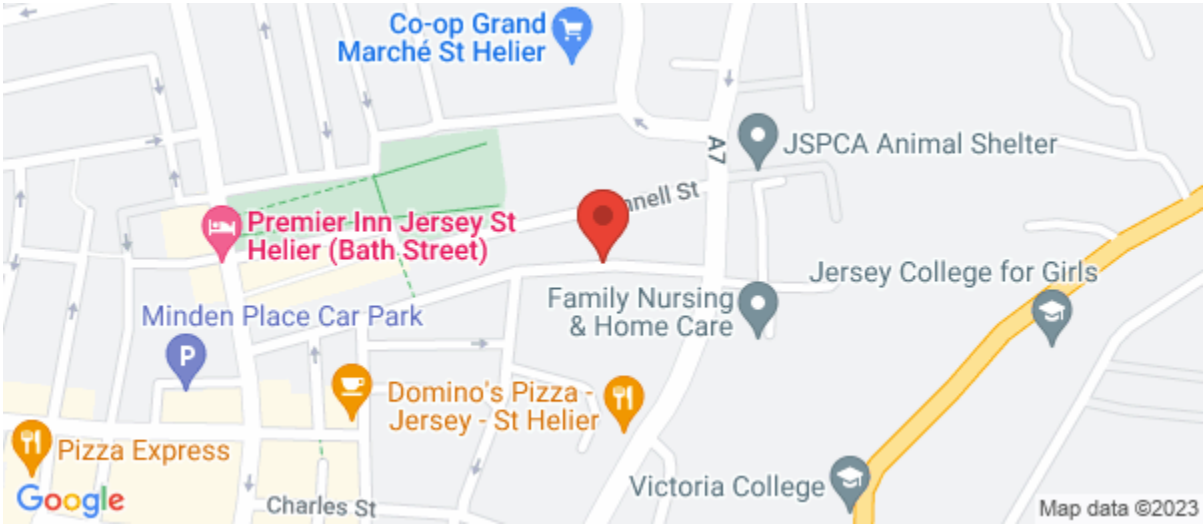 Co-op Grand
Marché St Helier
A7
JSPCA Animal Shelter
nnell St
Premier Inn Jersey St
Helier (Bath Street)
Jersey College for Girls
Family Nursing
& Home Care
Minden Place Car Park
P
Domino's Pizza -
Jersey - St Helier
Pizza Express
Victoria College
Google
Charles St
Map data ©2023